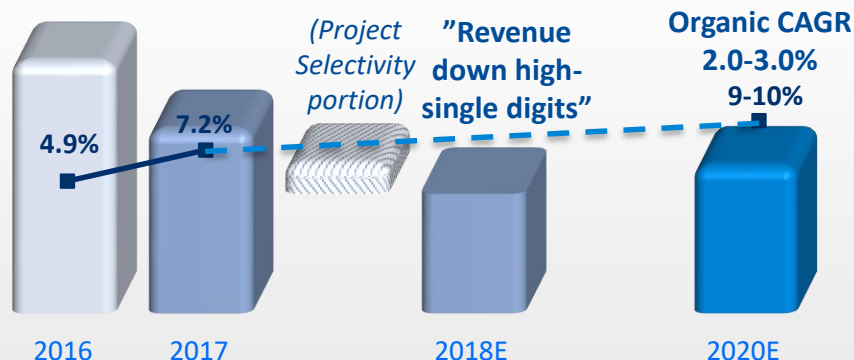 (Project
Selectivity
portion)
”Revenue
down high-
single digits”
Organic CAGR
2.0-3.0%
9-10%
4.9%
7.2%
2016
2017
2018E
2020E